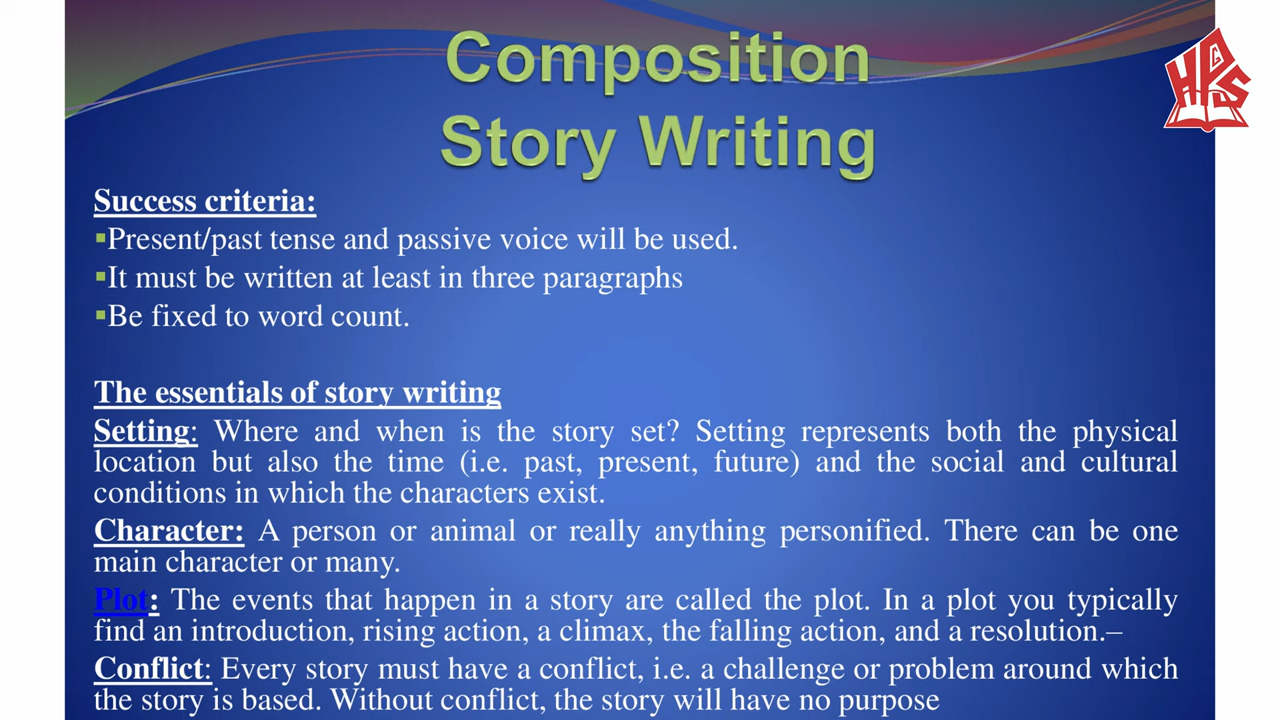 Composition
Story Writing
HPS
Success criteria:
▪Present/past tense and passive voice will be used.
▪It must be written at least in three paragraphs
▪Be fixed to word count.
The essentials of story writing
Setting: Where and when is the story set? Setting represents both the physical
location but also the time (i.e. past, present, future) and the social and cultural
conditions in which the characters exist.
Character: A person or animal or really anything personified. There can be one
main character or many.
Plot: The events that happen in a story are called the plot. In a plot you typically
find an introduction, rising action, a climax, the falling action, and a resolution.–
Conflict: Every story must have a conflict, i.e. a challenge or problem around which
the story is based. Without conflict, the story will have no purpose